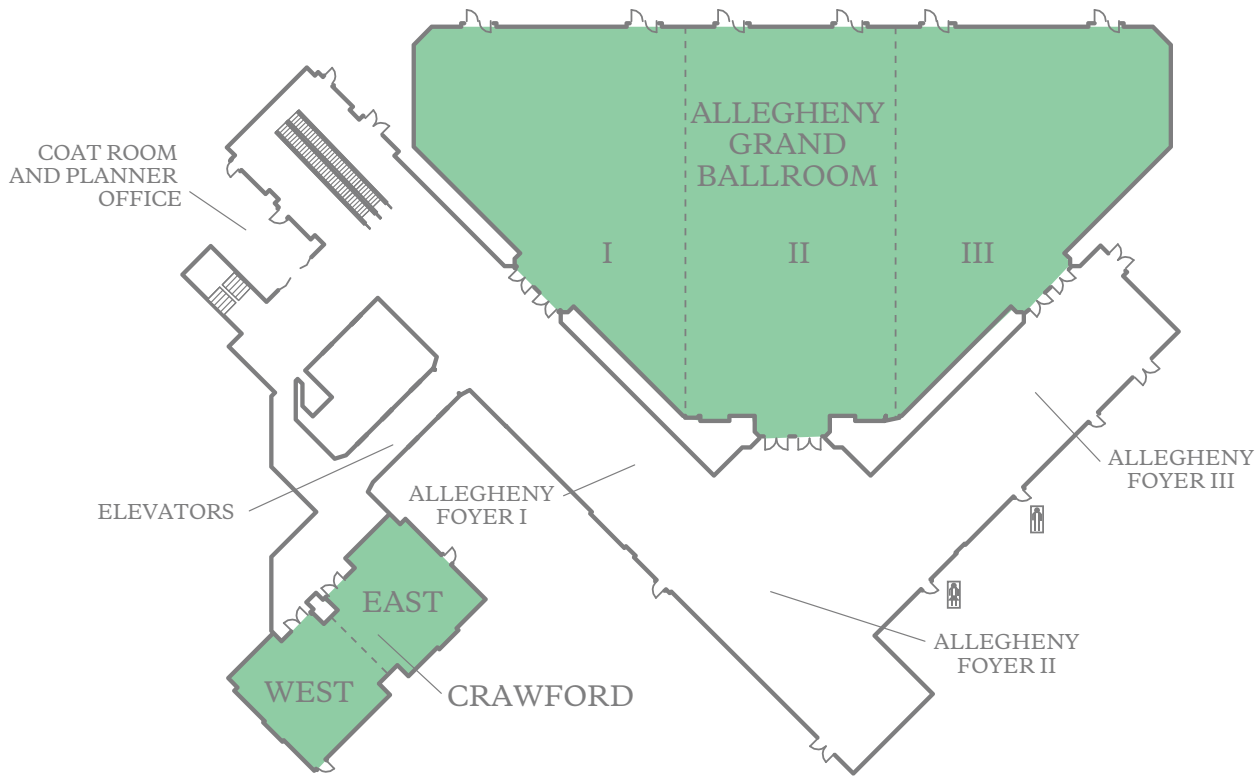 ALLEGHENY
GRAND
BALLROOM
COAT ROOM
AND PLANNER
OFFICE
I
II
III
ELEVATORS
ALLEGHENY
FOYER I
ALLEGHENY
FOYER III
EAST
ALLEGHENY
FOYER II
WEST
CRAWFORD